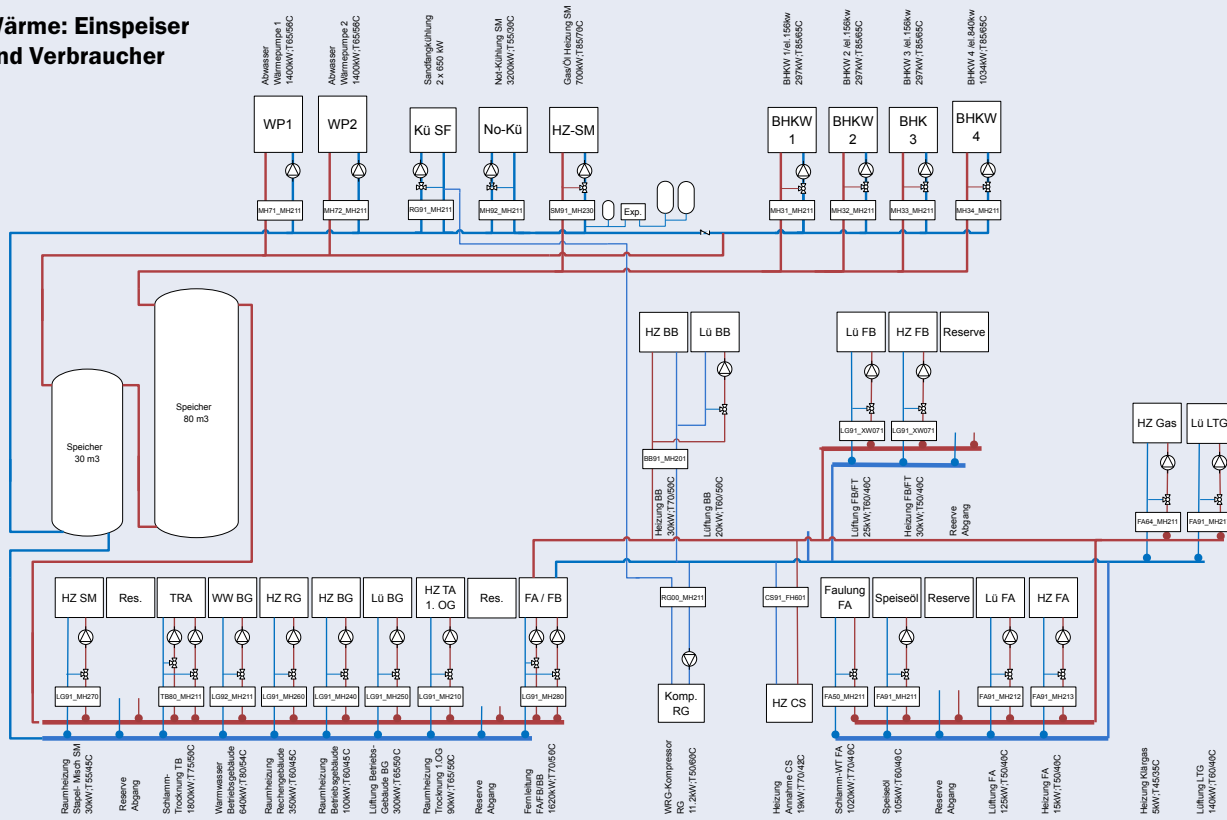 Wärme: Einspeiser
nd Verbraucher
Abwasser
Wärmepumpe 1
1400kW;T65/56C
Abwasser
Wärmepumpe 2
1400kW;T65/56C
Sandfangkühlung
2 x 650 kW
Not-Kühlung SM
3200kW;T55/30C
Gas/Öl Heizung SM
700kW;T85/70C
BHKW 1/el.156kw
297kW;T85/65C
BHKW 2 /el.156kw
297kW;T85/65C
BHKW 3 /el.156kw
297kW;T85/65C
BHKW 4 /el.840kw
1034kW;T85/65C
WP1
WP2
Kü SF
No-Kü
HZ-SM
BHKW
1
BHKW
2
BHK
3
BHKW
4
MH71_MH211
MH72_MH211
RG91_MH211
MH92_MH211
SM91_MH230
Exp.
MH31_MH211
MH32_MH211
MH33_MH211
MH34_MH211
Speicher
30 m3
Speicher
80 m3
HZ BB
Lü BB
BB91_MH201
Heizung BB
30kW;T70/50C
Lüftung BB
20kW;T60/50C
Lü FB
HZ FB
Reserve
LG91_XW071
LG91_XW071
Lüftung FB/FT
25kW;T60/40C
Heizung FB/FT
30kW;T50/40C
Reerve
Abgang
HZ Gas
Lü LTG
FA64_MH211
FA91_MH21
HZ SM
Res.
TRA
WW BG
HZ RG
HZ BG
Lü BG
HZ TA
1. OG
Res.
FA / FB
LG91_MH270
TB80_MH211
LG92_MH211
LG91_MH260
LG91_MH240
LG91_MH250
LG91_MH210
LG91_MH280
RG00_MH211
Komp.
RG
CS91_FH601
HZ CS
Faulung
FA
Speiseöl
Reserve
Lü FA
HZ FA
FA50_MH211
FA91_MH211
FA91_MH212
FA91_MH213
Raumheizung
Stapel- Misch SM
30kW;T55/45C
Reserve
Abgang
Schlamm-
Trocknung TB
1800kW;T75/50C
Warmwasser
Betriebsgebäude
640kW;T80/54C
Raumheizung
Rechengebäude
350kW;T60/45C
Raumheizung
Betriebsgebäude
100kW;T60/45C
Lüftung Betriebs-
Gebäude BG
300kW;T65/50C
Raumheizung
Trocknung 1.OG
90kW;T65/50C
Reserve
Abgang
Fernleitung
FA/FB/BB
1620kW;T70/50C
WRG-Kompressor
RG
11.2kW;T50/60C
Heizung
Annahme CS
19kW;T70/42C
Schlamm-WT FA
1020kW;T70/40C
Speiseöl
105kW;T60/40C
Reserve
Abgang
Lüftung FA
125kW;T50/40C
Heizung FA
15kW;T50/40C
Heizung Klärgas
5kW;T45/35C
Lüftung LTG
140kW;T60/40C